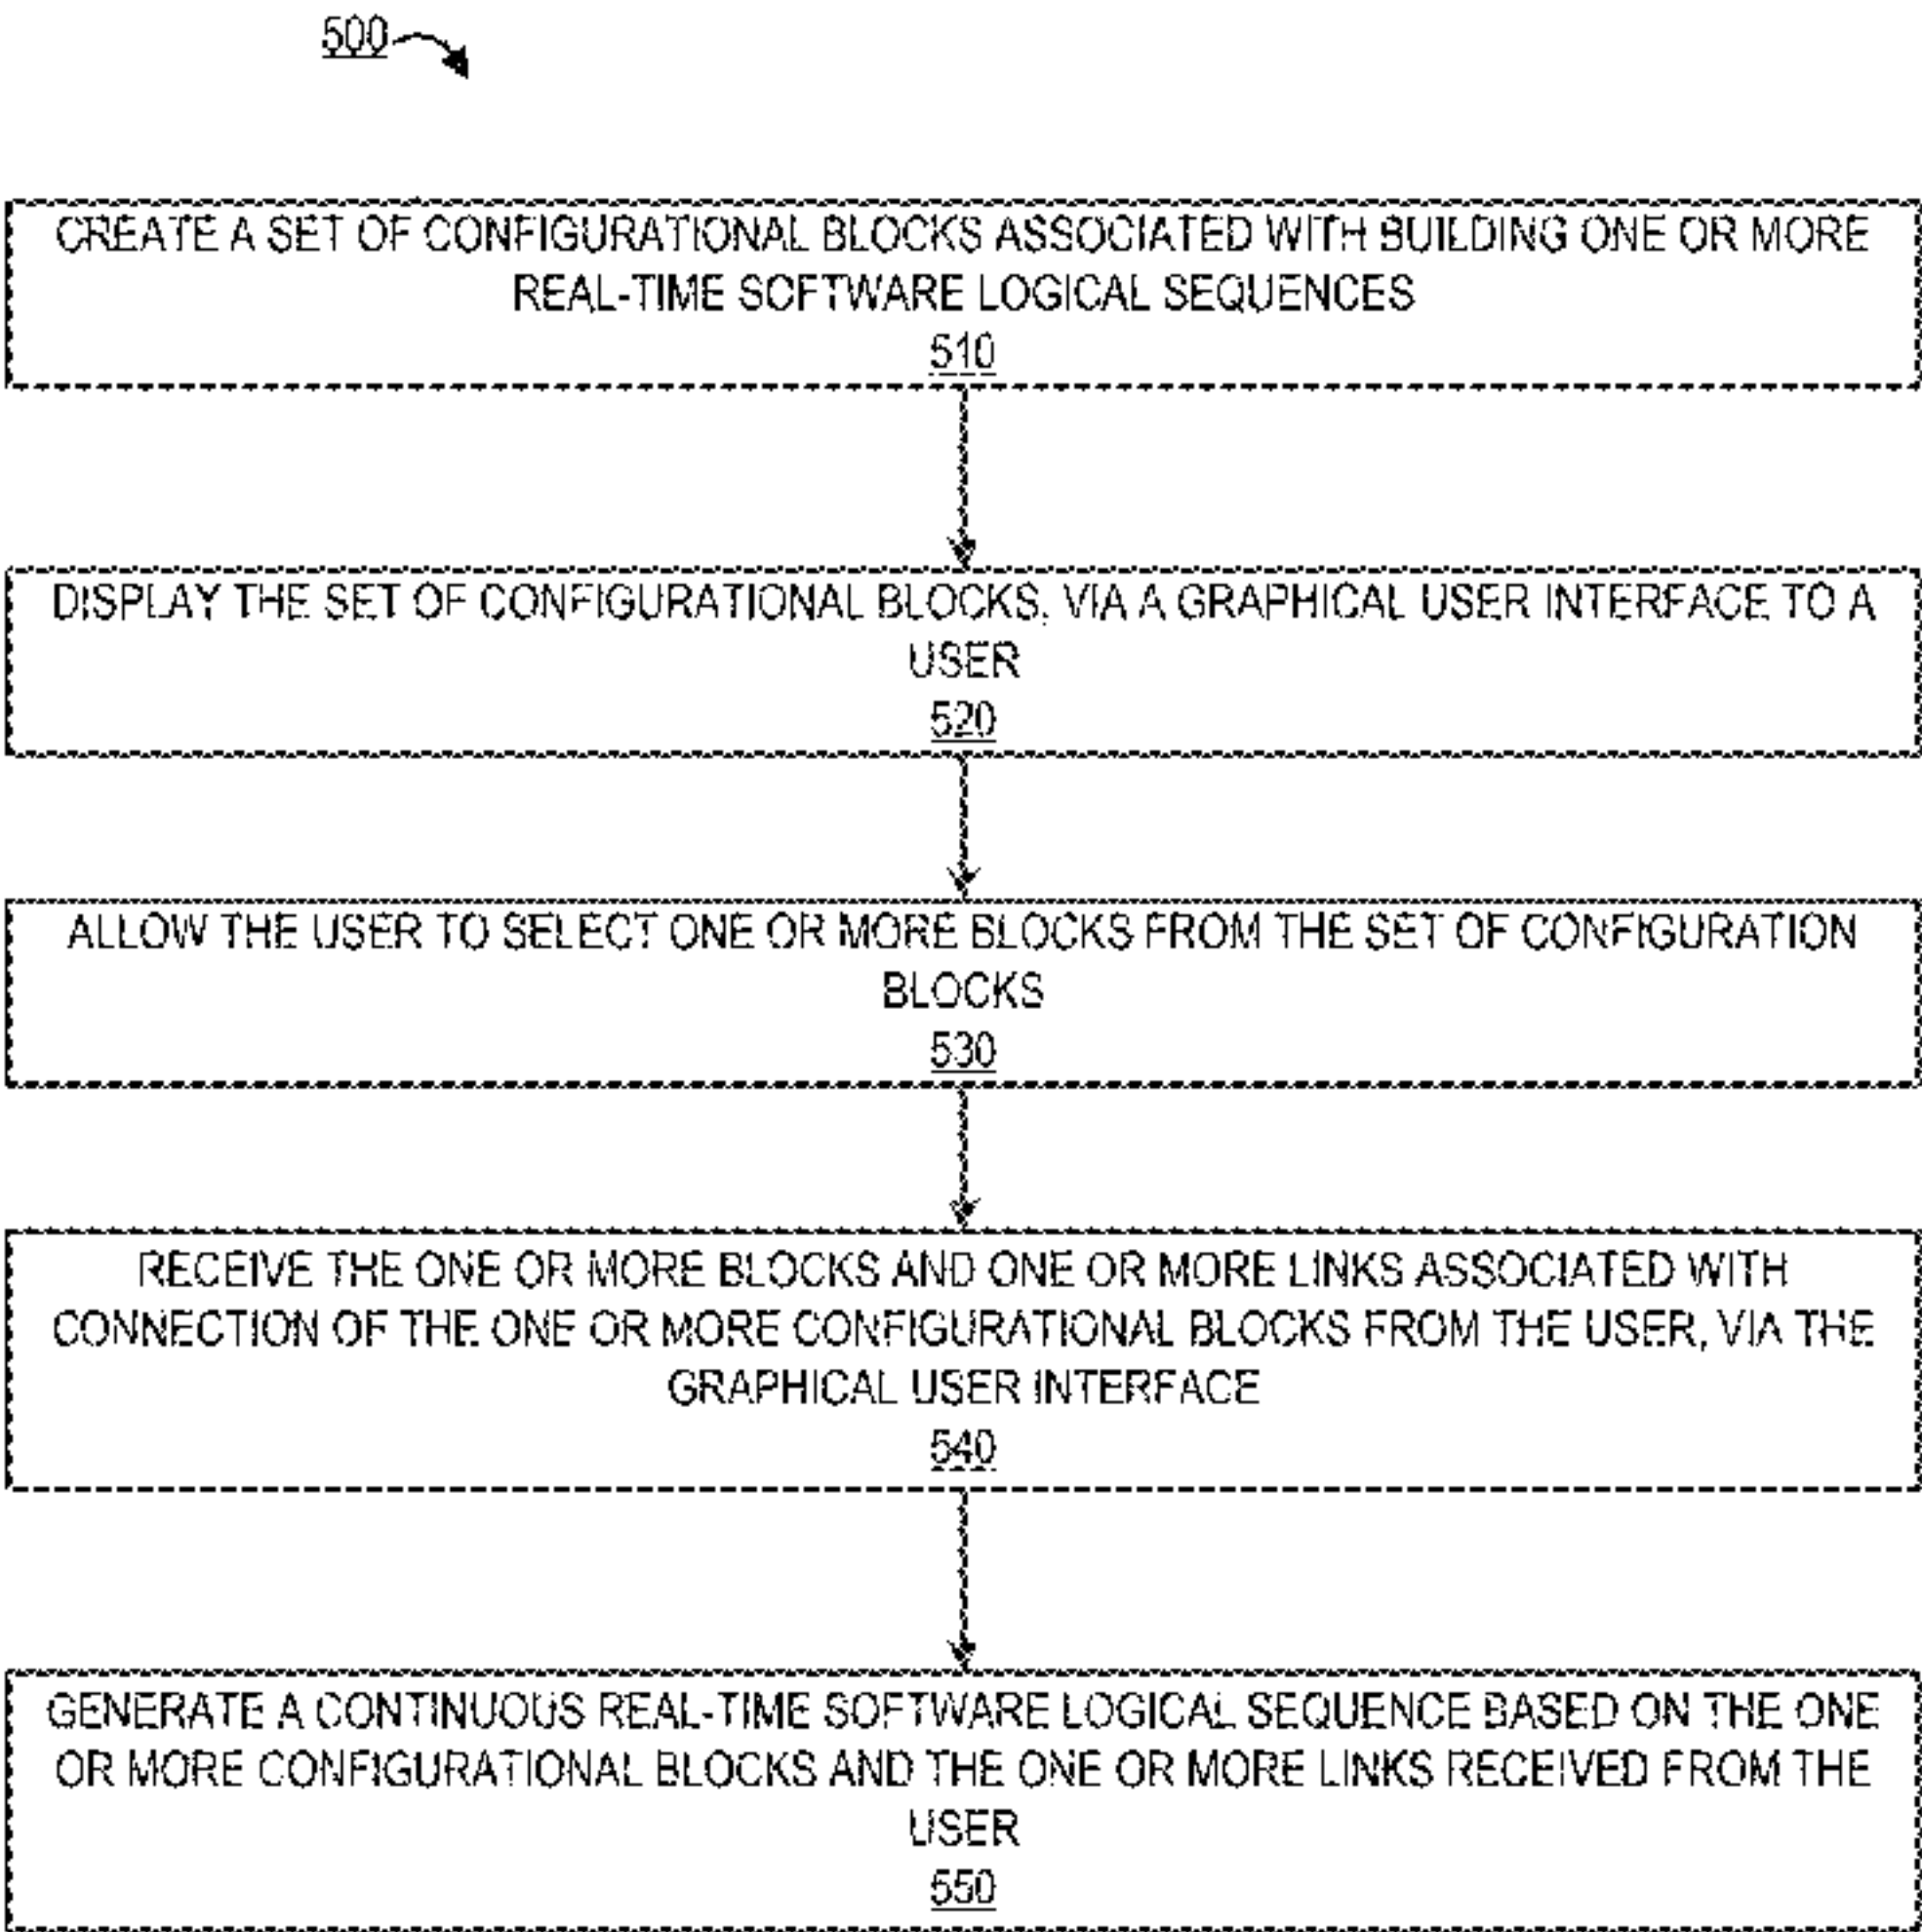 500
CREATE A SET OF CONFIGURATIONAL BLOCKS ASSOCIATED WITH BUILDING ONE OR MORE
REAL-TIME SOFTWARE LOGICAL SEQUENCES
510
DISPLAY THE SET OF CONFIGURATIONAL BLOCKS, VIA A GRAPHICAL USER INTERFACE TO A
USER
520
ALLOW THE USER TO SELECT ONE OR MORE BLOCKS FROM THE SET OF CONFIGURATION
BLOCKS
530
RECEIVE THE ONE OR MORE BLOCKS AND ONE OR MORE LINKS ASSOCIATED WITH
CONNECTION OF THE ONE OR MORE CONFIGURATIONAL BLOCKS FROM THE USER, VIA THE
GRAPHICAL USER INTERFACE
540
GENERATE A CONTINUOUS REAL-TIME SOFTWARE LOGICAL SEQUENCE BASED ON THE ONE
OR MORE CONFIGURATIONAL BLOCKS AND THE ONE OR MORE LINKS RECEIVED FROM THE
USER
550